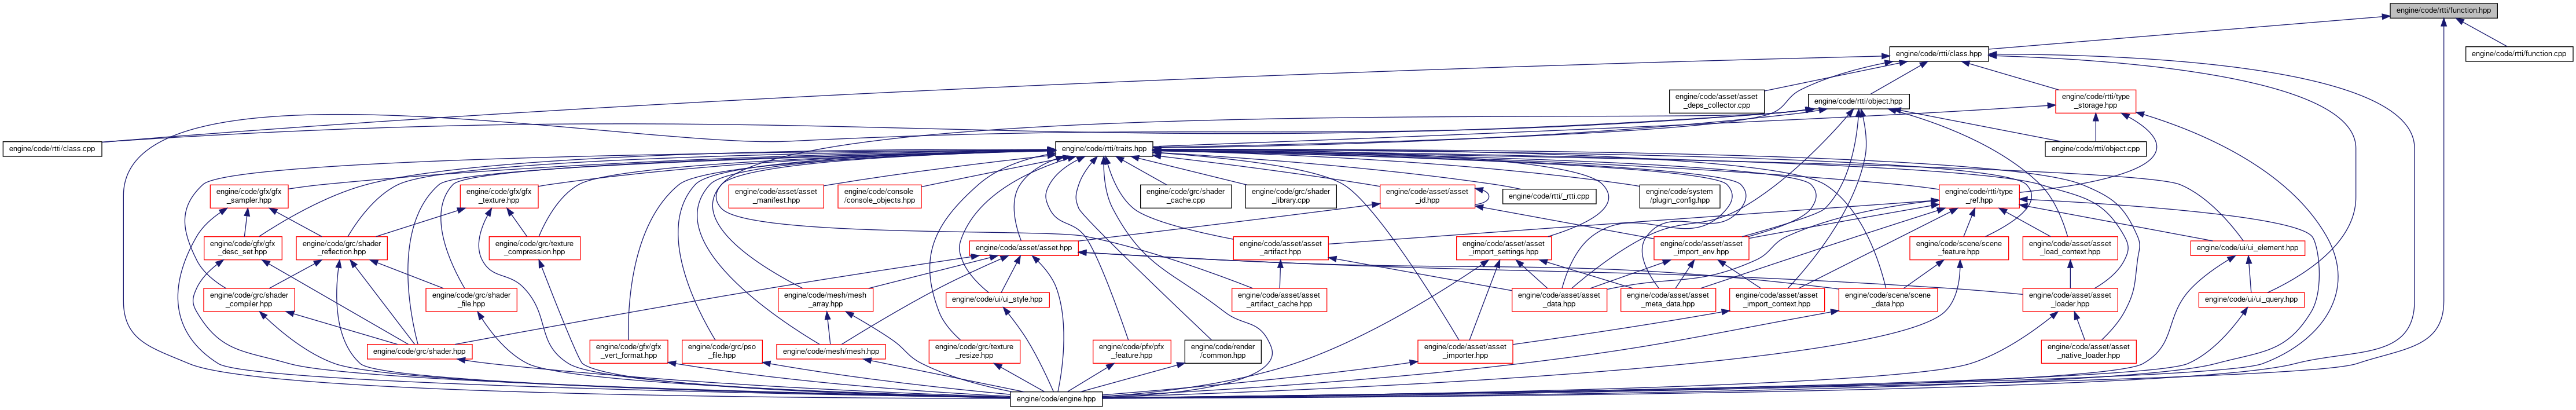 engine/code/rtti/function.hpp
engine/code/rtti/class.hpp
engine/code/rtti/function.cpp
engine/code/asset/asset
_deps_collector.cpp
engine/code/rtti/object.hpp
engine/code/rtti/type
_storage.hpp
engine/code/rtti/class.cpp
engine/code/rtti/traits.hpp
engine/code/rtti/object.cpp
engine/code/gfx/gfx
_sampler.hpp
engine/code/gfx/gfx
_texture.hpp
engine/code/asset/asset
_manifest.hpp
engine/code/console
/console_objects.hpp
engine/code/grc/shader
_cache.cpp
engine/code/grc/shader
_library.cpp
engine/code/asset/asset
_id.hpp
engine/code/rtti/_rtti.cpp
engine/code/system
/plugin_config.hpp
engine/code/rtti/type
_ref.hpp
engine/code/gfx/gfx
_desc_set.hpp
engine/code/grc/shader
_reflection.hpp
engine/code/grc/texture
_compression.hpp
engine/code/asset/asset.hpp
engine/code/asset/asset
_artifact.hpp
engine/code/asset/asset
_import_settings.hpp
engine/code/asset/asset
_import_env.hpp
engine/code/scene/scene
_feature.hpp
engine/code/asset/asset
_load_context.hpp
engine/code/ui/ui_element.hpp
engine/code/grc/shader
_compiler.hpp
engine/code/grc/shader
_file.hpp
engine/code/mesh/mesh
_array.hpp
engine/code/ui/ui_style.hpp
engine/code/asset/asset
_artifact_cache.hpp
engine/code/asset/asset
_data.hpp
engine/code/asset/asset
_meta_data.hpp
engine/code/asset/asset
_import_context.hpp
engine/code/scene/scene
_data.hpp
engine/code/asset/asset
_loader.hpp
engine/code/ui/ui_query.hpp
engine/code/grc/shader.hpp
engine/code/gfx/gfx
_vert_format.hpp
engine/code/grc/pso
_file.hpp
engine/code/mesh/mesh.hpp
engine/code/grc/texture
_resize.hpp
engine/code/pfx/pfx
_feature.hpp
engine/code/render
/common.hpp
engine/code/asset/asset
_importer.hpp
engine/code/asset/asset
_native_loader.hpp
engine/code/engine.hpp